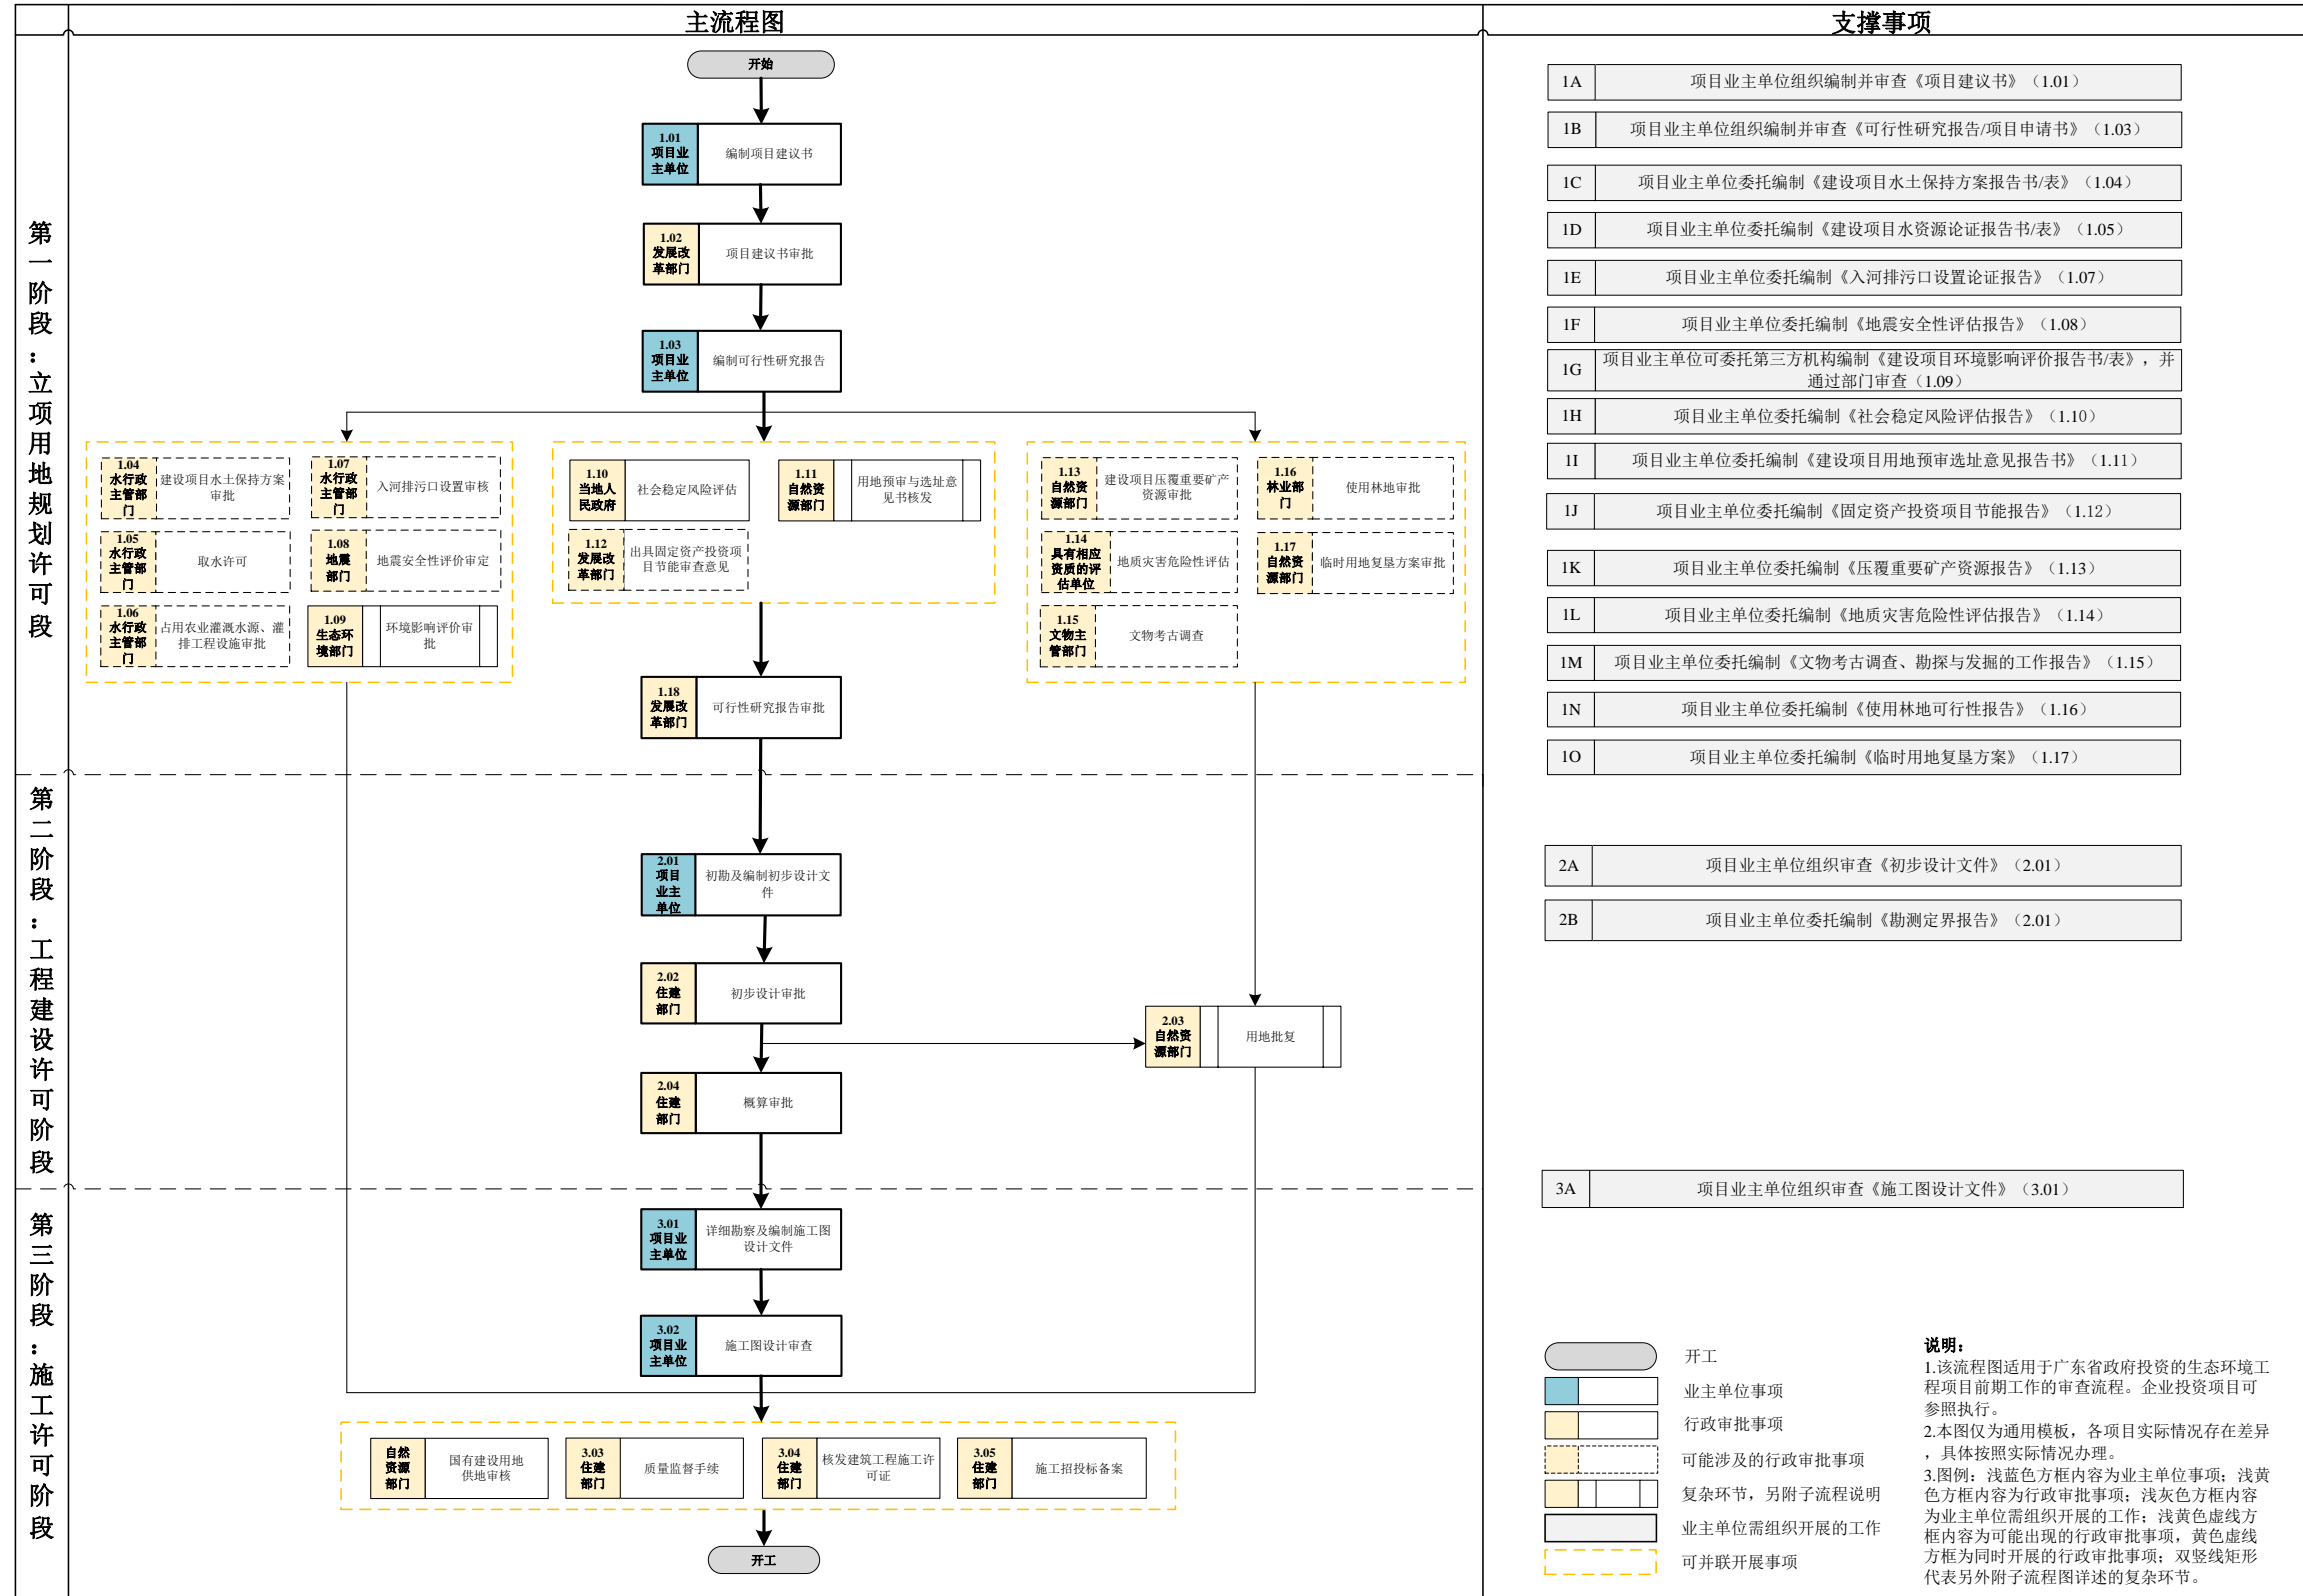 主流程图
支撑事项
第一阶段：立项用地规划许可段
开始
1.01
项目业
主单位
编制项目建议书
1.02
发展改
革部门
项目建议书审批
1.03
项目业
主单位
编制可行性研究报告
1.04
水行政
主管部
门
建设项目水土保持方案
审批
1.07
水行政
主管部
门
入河排污口设置审核
1.05
水行政
主管部
门
取水许可
1.08
地震
部门
地震安全性评价审定
1.06
水行政
主管部
门
占用农业灌溉水源、灌
排工程设施审批
1.09
生态环
境部门
环境影响评价审
批
1.10
当地人
民政府
社会稳定风险评估
1.11
自然资
源部门
用地预审与选址意
见书核发
1.12
发展改
革部门
出具固定资产投资项
目节能审查意见
1.13
自然资
源部门
建设项目压覆重要矿产
资源审批
1.16
林业部
门
使用林地审批
1.14
具有相应
资质的评
估单位
地质灾害危险性评估
1.17
自然资
源部门
临时用地复垦方案审批
1.15
文物主
管部门
文物考古调查
1.18
发展改
革部门
可行性研究报告审批
第二阶段：工程建设许可阶段
2.01
项目
业主
单位
初勘及编制初步设计文
件
2.02
住建
部门
初步设计审批
2.03
自然资
源部门
用地批复
2.04
住建
部门
概算审批
第三阶段：施工许可阶段
3.01
项目业
主单位
详细勘察及编制施工图
设计文件
3.02
项目业
主单位
施工图设计审查
自然
资源
部门
国有建设用地
供地审核
3.03
住建
部门
质量监督手续
3.04
住建
部门
核发建筑工程施工许
可证
3.05
住建
部门
施工招投标备案
开工
1A 项目业主单位组织编制并审查《项目建议书》（1.01）
1B 项目业主单位组织编制并审查《可行性研究报告/项目申请书》（1.03）
1C 项目业主单位委托编制《建设项目水土保持方案报告书/表》（1.04）
1D 项目业主单位委托编制《建设项目水资源论证报告书/表》（1.05）
1E 项目业主单位委托编制《入河排污口设置论证报告》（1.07）
1F 项目业主单位委托编制《地震安全性评估报告》（1.08）
1G 项目业主单位可委托第三方机构编制《建设项目环境影响评价报告书/表》，并
通过部门审查（1.09）
1H 项目业主单位委托编制《社会稳定风险评估报告》（1.10）
1I 项目业主单位委托编制《建设项目用地预审选址意见报告书》（1.11）
1J 项目业主单位委托编制《固定资产投资项目节能报告》（1.12）
1K 项目业主单位委托编制《压覆重要矿产资源报告》（1.13）
1L 项目业主单位委托编制《地质灾害危险性评估报告》（1.14）
1M 项目业主单位委托编制《文物考古调查、勘探与发掘的工作报告》（1.15）
1N 项目业主单位委托编制《使用林地可行性报告》（1.16）
1O 项目业主单位委托编制《临时用地复垦方案》（1.17）
2A 项目业主单位组织审查《初步设计文件》（2.01）
2B 项目业主单位委托编制《勘测定界报告》（2.01）
3A 项目业主单位组织审查《施工图设计文件》（3.01）
开工
业主单位事项
行政审批事项
可能涉及的行政审批事项
复杂环节，另附子流程说明
业主单位需组织开展的工作
可并联开展事项
说明：
1.该流程图适用于广东省政府投资的生态环境工
程项目前期工作的审查流程。企业投资项目可
参照执行。
2.本图仅为通用模板，各项目实际情况存在差异
，具体按照实际情况办理。
3.图例：浅蓝色方框内容为业主单位事项；浅黄
色方框内容为行政审批事项；浅灰色方框内容
为业主单位需组织开展的工作；浅黄色虚线方
框内容为可能出现的行政审批事项，黄色虚线
方框为同时开展的行政审批事项；双竖线矩形
代表另外附子流程图详述的复杂环节。